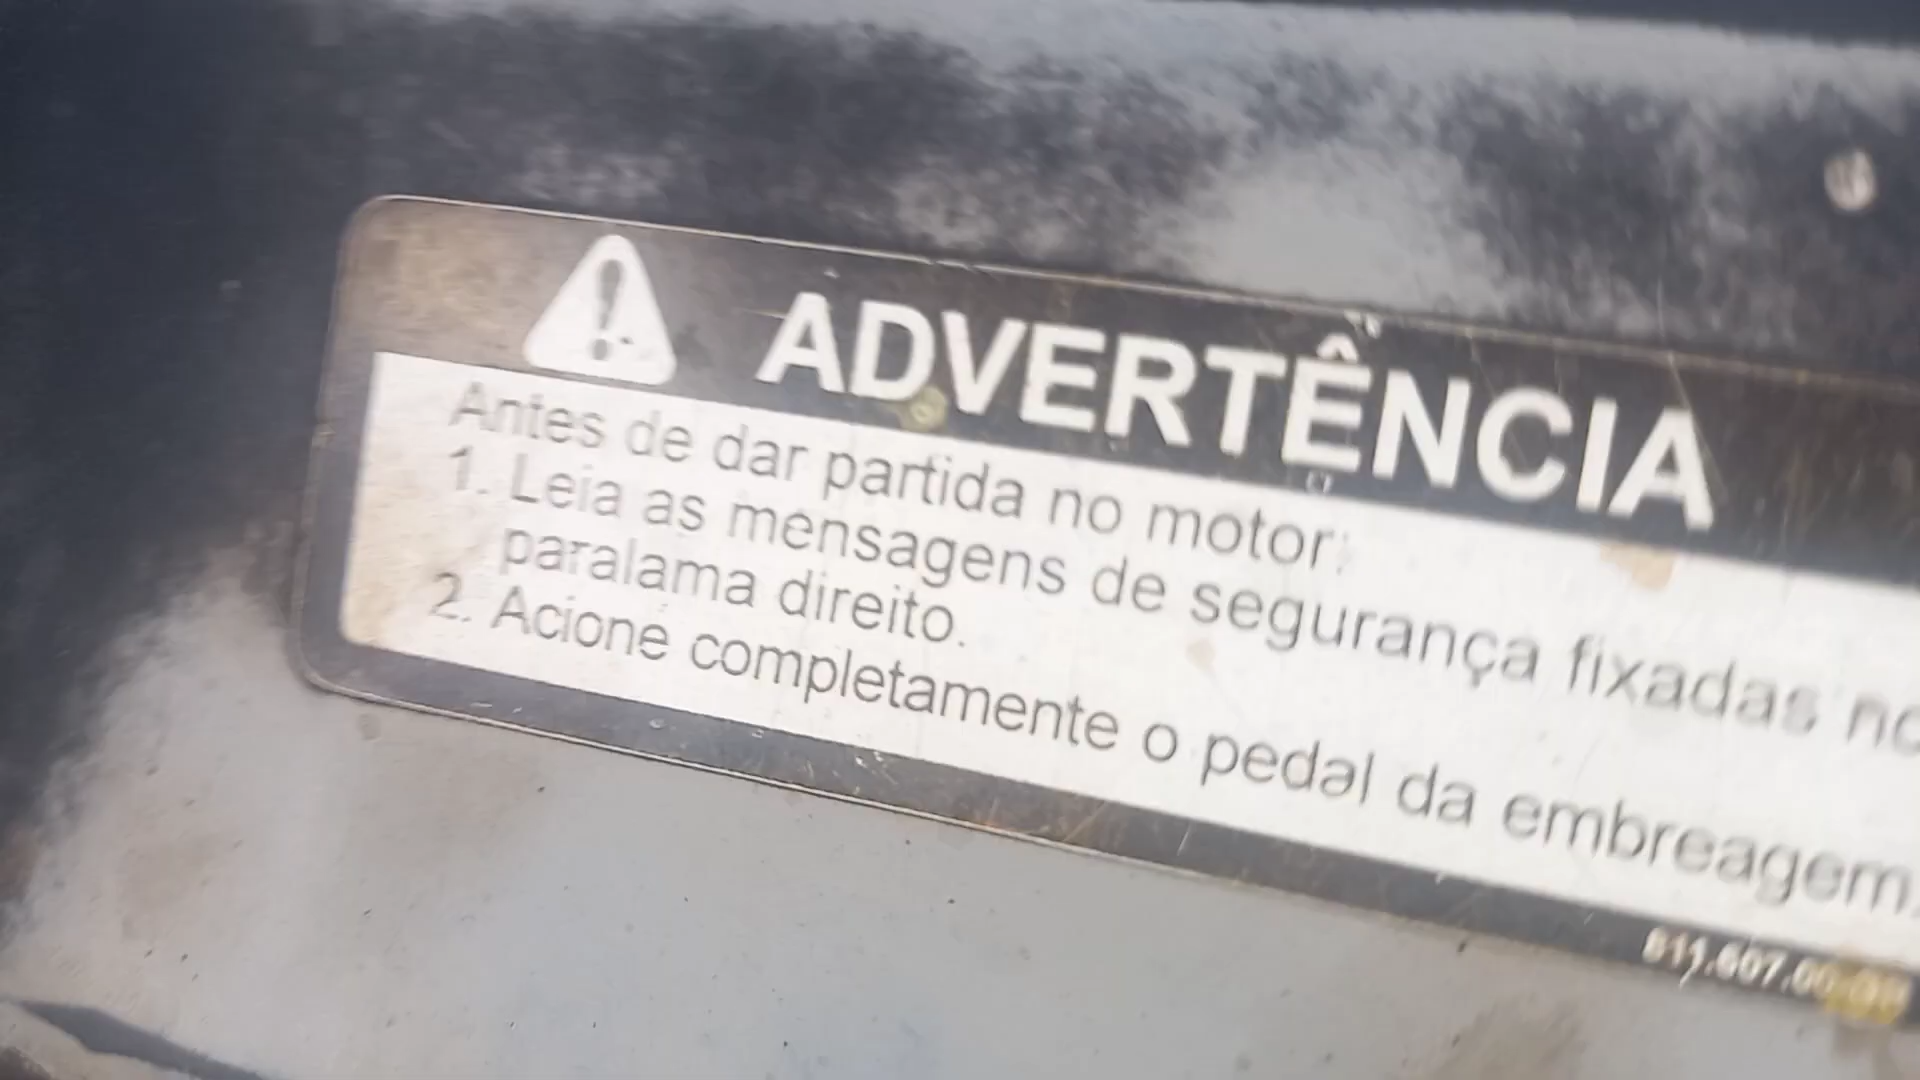 ADVERTÊNCIA
Antes de dar partida no motor:
1. Leia as mensagens de segurança fixadas no
paralama direito.
2. Acione completamente o pedal da embreagem.